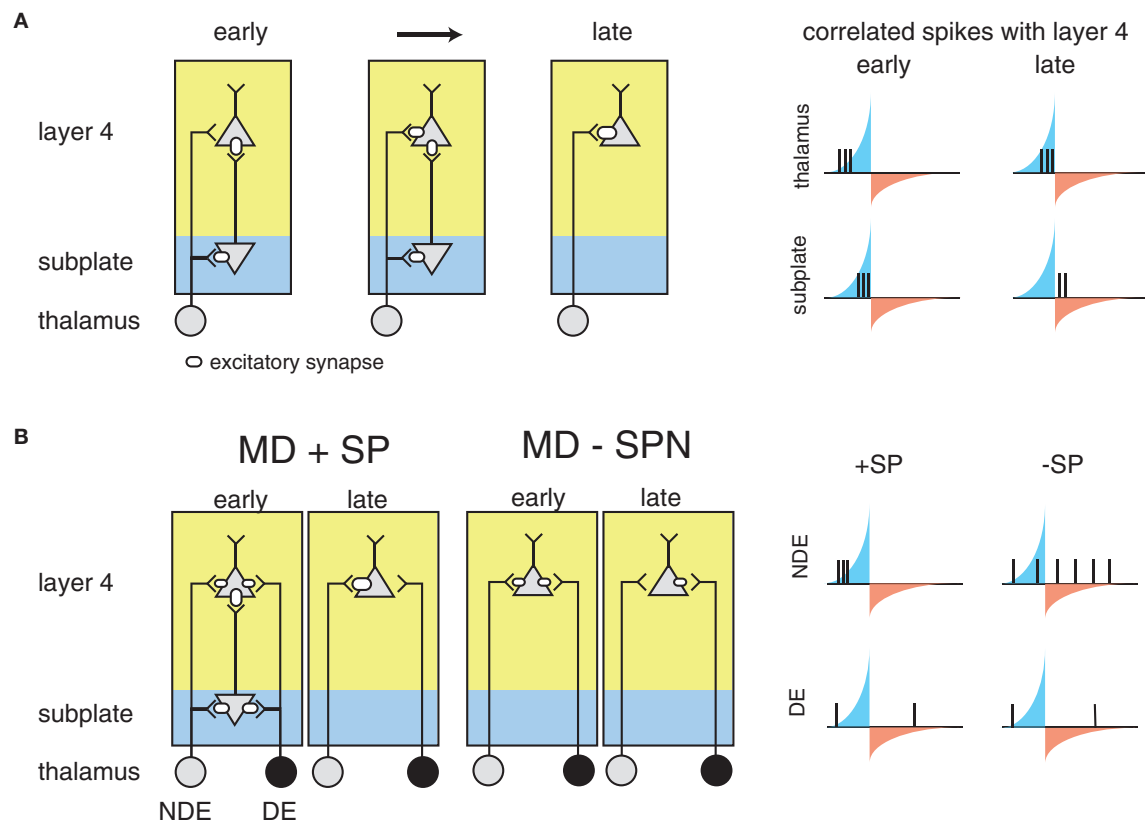 A
early
late
correlated spikes with layer 4
early
late
layer 4
subplate
thalamus
excitatory synapse
thalamus
subplate
B
MD + SP
MD - SPN
early
late
early
late
+SP
-SP
layer 4
subplate
thalamus
NDE
DE
NDE
DE